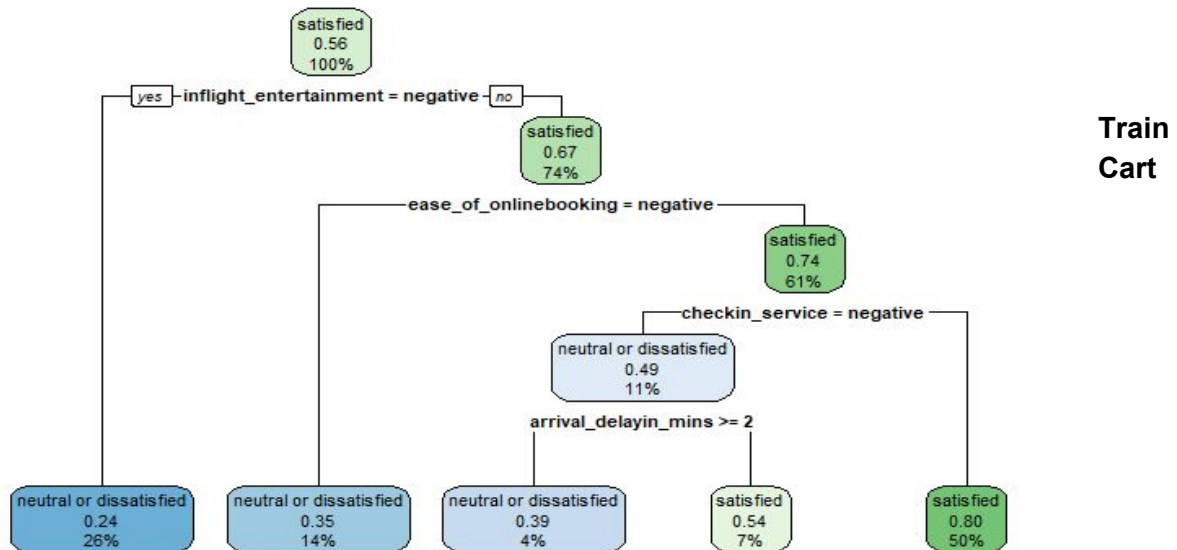 satisfied
0.56
100%
yes inflight_entertainment = negative no
satisfied
0.67
74%
Train
Cart
ease_of_onlinebooking = negative
satisfied
0.74
61%
checkin_service = negative
neutral or dissatisfied
0.49
11%
arrival_delayin_mins >= 2
neutral or dissatisfied
0.24
26%
neutral or dissatisfied
0.35
14%
neutral or dissatisfied
0.39
4%
satisfied
0.54
7%
satisfied
0.80
50%